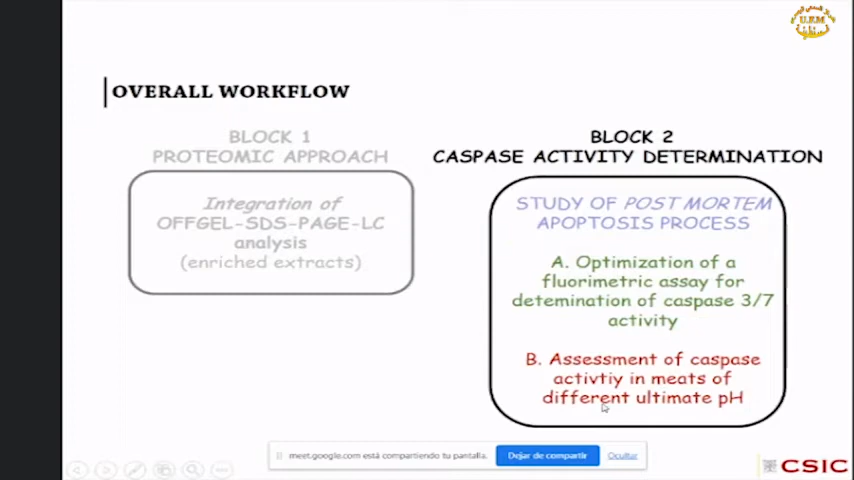 U.F.M
OVERALL WORKFLOW
BLOCK 1
PROTEOMIC APPROACH
Integration of
OFFGEL-SDS-PAGE-LC
analysis
(enriched extracts)
BLOCK 2
CASPASE ACTIVITY DETERMINATION
STUDY OF POST MORTEM
APOPTOSIS PROCESS
A. Optimization of a
fluorimetric assay for
detemination of caspase 3/7
activity
B. Assessment of caspase
activtiy in meats of
different ultimate pH
meet.google.com está compartiendo tu pantalla.
Dejar de compartir
Ocultar
CSIC